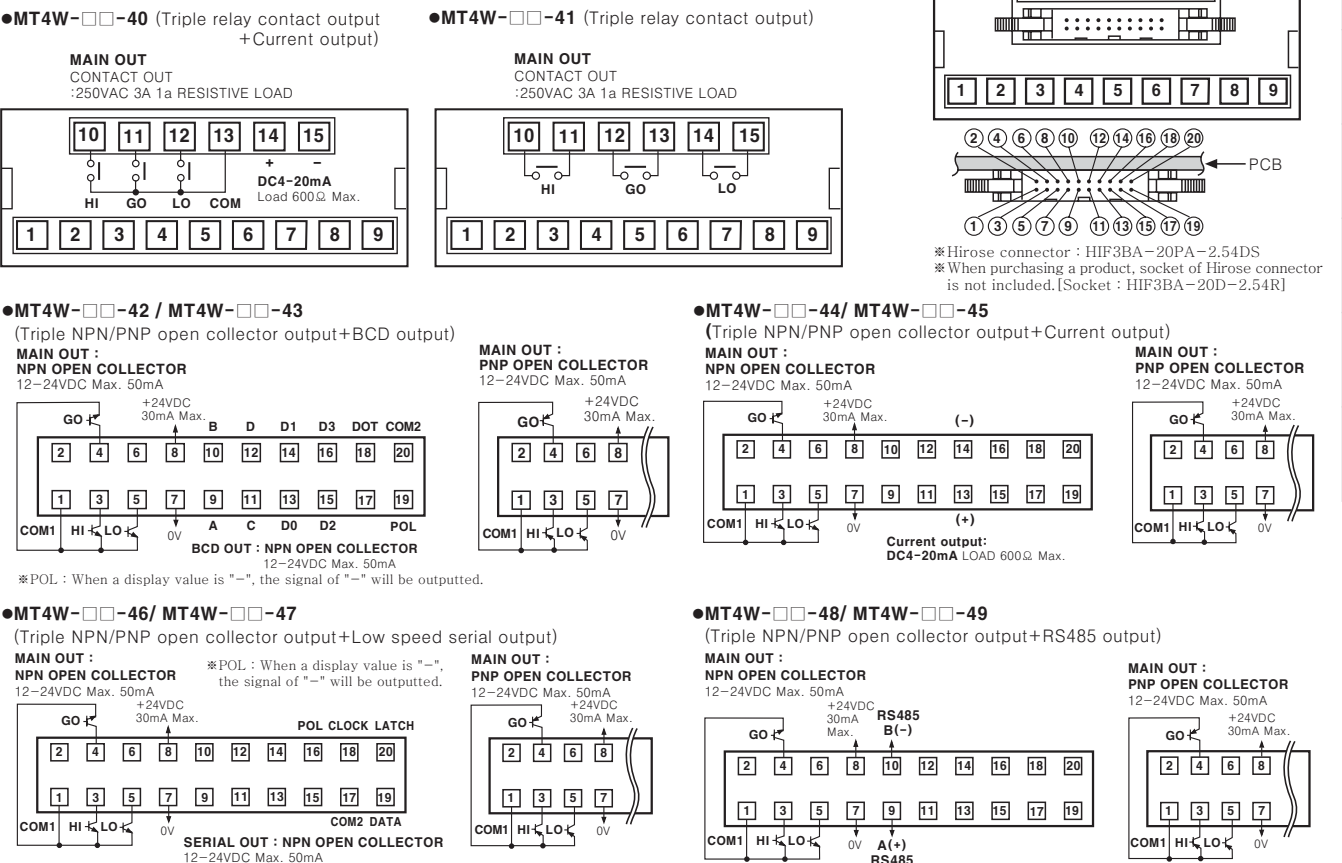 ●MT4W-□□-40 (Triple relay contact output
+Current output)
MAIN OUT
CONTACT OUT
:250VAC 3A 1a RESISTIVE LOAD
10 11 12 13 14 15
+ −
DC4-20mA
Load 600Ω Max.
HI GO LO COM
1 2 3 4 5 6 7 8 9
●MT4W-□□-41 (Triple relay contact output)
MAIN OUT
CONTACT OUT
:250VAC 3A 1a RESISTIVE LOAD
10 11 12 13 14 15
HI GO LO
1 2 3 4 5 6 7 8 9
1 2 3 4 5 6 7 8 9
② ④ ⑥ ⑧ ⑩ ⑫ ⑭ ⑯ ⑱ ⑳
PCB
① ③ ⑤ ⑦ ⑨ ⑪ ⑬ ⑮ ⑰ ⑲
※Hirose connector : HIF3BA-20PA-2.54DS
※When purchasing a product, socket of Hirose connector
is not included.[Socket : HIF3BA-20D-2.54R]
●MT4W-□□-42 / MT4W-□□-43
(Triple NPN/PNP open collector output+BCD output)
MAIN OUT :
NPN OPEN COLLECTOR
12-24VDC Max. 50mA
+24VDC
30mA Max.
GO
B D D1 D3 DOT COM2
2 4 6 8 10 12 14 16 18 20
1 3 5 7 9 11 13 15 17 19
COM1 HI LO 0V A C D0 D2 POL
BCD OUT : NPN OPEN COLLECTOR
12-24VDC Max. 50mA
※POL : When a display value is "-", the signal of "-" will be outputted.
MAIN OUT :
PNP OPEN COLLECTOR
12-24VDC Max. 50mA
+24VDC
30mA Max.
GO
2 4 6 8
1 3 5 7
COM1 HI LO 0V
●MT4W-□□-44/ MT4W-□□-45
(Triple NPN/PNP open collector output+Current output)
MAIN OUT :
NPN OPEN COLLECTOR
12-24VDC Max. 50mA
+24VDC
30mA Max.
GO
(-)
2 4 6 8 10 12 14 16 18 20
1 3 5 7 9 11 13 15 17 19
COM1 HI LO 0V (+)
Current output:
DC4-20mA LOAD 600Ω Max.
MAIN OUT :
PNP OPEN COLLECTOR
12-24VDC Max. 50mA
+24VDC
30mA Max.
GO
2 4 6 8
1 3 5 7
COM1 HI LO 0V
●MT4W-□□-46/ MT4W-□□-47
(Triple NPN/PNP open collector output+Low speed serial output)
MAIN OUT :
NPN OPEN COLLECTOR
12-24VDC Max. 50mA
※POL : When a display value is "-",
the signal of "-" will be outputted.
+24VDC
30mA Max.
GO
POL CLOCK LATCH
2 4 6 8 10 12 14 16 18 20
1 3 5 7 9 11 13 15 17 19
COM1 HI LO 0V COM2 DATA
SERIAL OUT : NPN OPEN COLLECTOR
12-24VDC Max. 50mA
MAIN OUT :
PNP OPEN COLLECTOR
12-24VDC Max. 50mA
+24VDC
30mA Max.
GO
2 4 6 8
1 3 5 7
COM1 HI LO 0V
●MT4W-□□-48/ MT4W-□□-49
(Triple NPN/PNP open collector output+RS485 output)
MAIN OUT :
NPN OPEN COLLECTOR
12-24VDC Max. 50mA
+24VDC
30mA
Max.
RS485
B(-)
GO
2 4 6 8 10 12 14 16 18 20
1 3 5 7 9 11 13 15 17 19
COM1 HI LO 0V A(+)
RS485
MAIN OUT :
PNP OPEN COLLECTOR
12-24VDC Max. 50mA
+24VDC
30mA Max.
GO
2 4 6 8
1 3 5 7
COM1 HI LO 0V